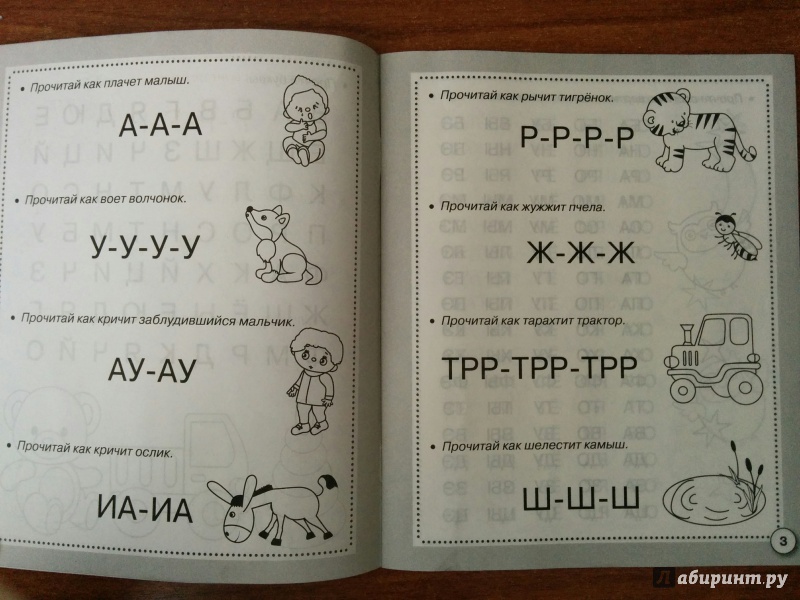 Прочитай как плачет малыш.
А-А-А
Прочитай как воет волчонок.
У-У-У-У
Прочитай как кричит заблудившийся мальчик.
АУ-АУ
Прочитай как кричит ослик.
ИА-ИА
Прочитай как рычит тигрёнок.
Р-Р-Р-Р
Прочитай как жужжит пчела.
Ж-Ж-Ж
Прочитай как тарахтит трактор.
ТРР-ТРР-ТРР
Прочитай как шелестит камыш.
Ш-Ш-Ш
3
Лабиринт.ру